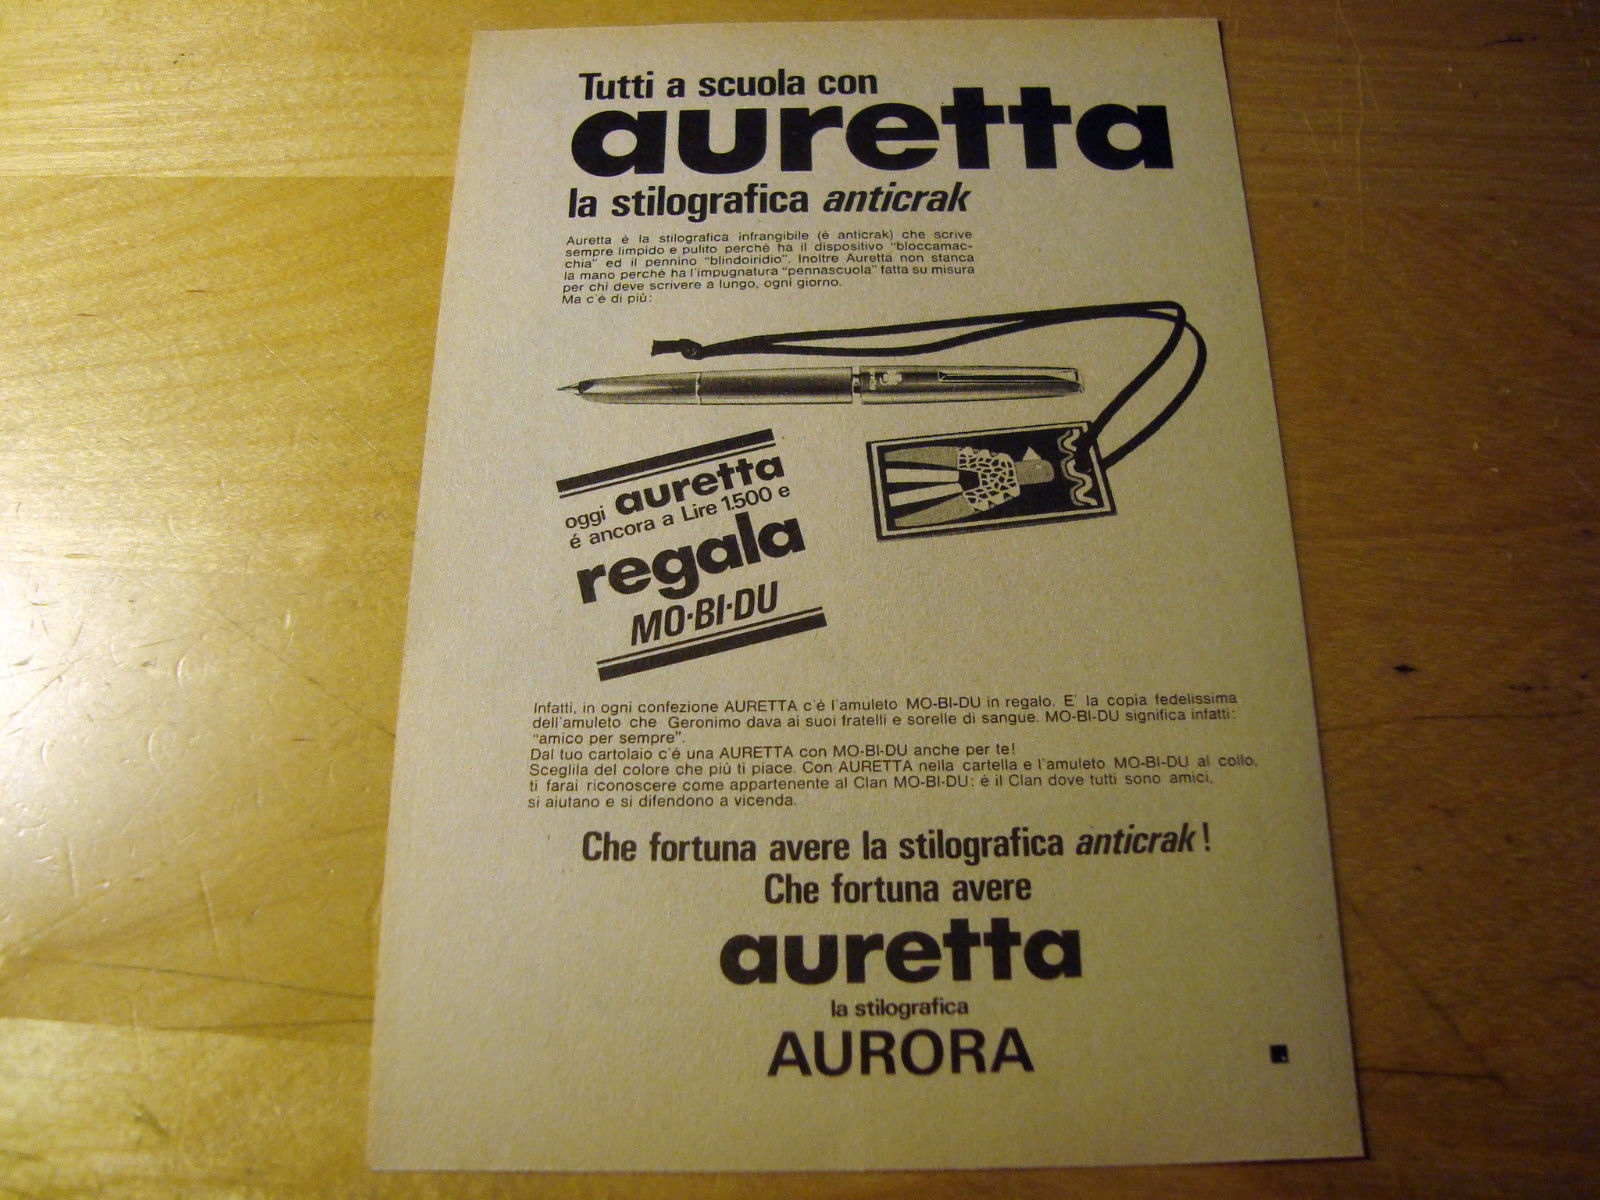 Tutti a scuola con
auretta
la stilografica anticrak
Auretta è la stilografica infrangibile (è anticrak) che scrive
sempre limpido e pulito perché ha il dispositivo "bloccamac-
chia" ed il pennino "blindoiridio". Inoltre Auretta non stanca
la mano perché ha l'impugnatura "pennascuola" fatta su misura
per chi deve scrivere a lungo, ogni giorno.
Ma c'é di più:
oggi auretta
é ancora a Lire 1.500 e
regala
MO-BI-DU
Infatti, in ogni confezione AURETTA c'è l'amuleto MO-BI-DU in regalo. E' la copia fedelissima
dell'amuleto che Geronimo dava ai suoi fratelli e sorelle di sangue. MO-BI-DU significa infatti:
"amico per sempre".
Dal tuo cartolaio c'é una AURETTA con MO-BI-DU anche per te!
Sceglila del colore che più ti piace. Con AURETTA nella cartella e l'amuleto MO-BI-DU al collo,
ti farai riconoscere come appartenente al Clan MO-BI-DU: é il Clan dove tutti sono amici,
si aiutano e si difendono a vicenda.
Che fortuna avere la stilografica anticrak!
Che fortuna avere
auretta
la stilografica
AURORA